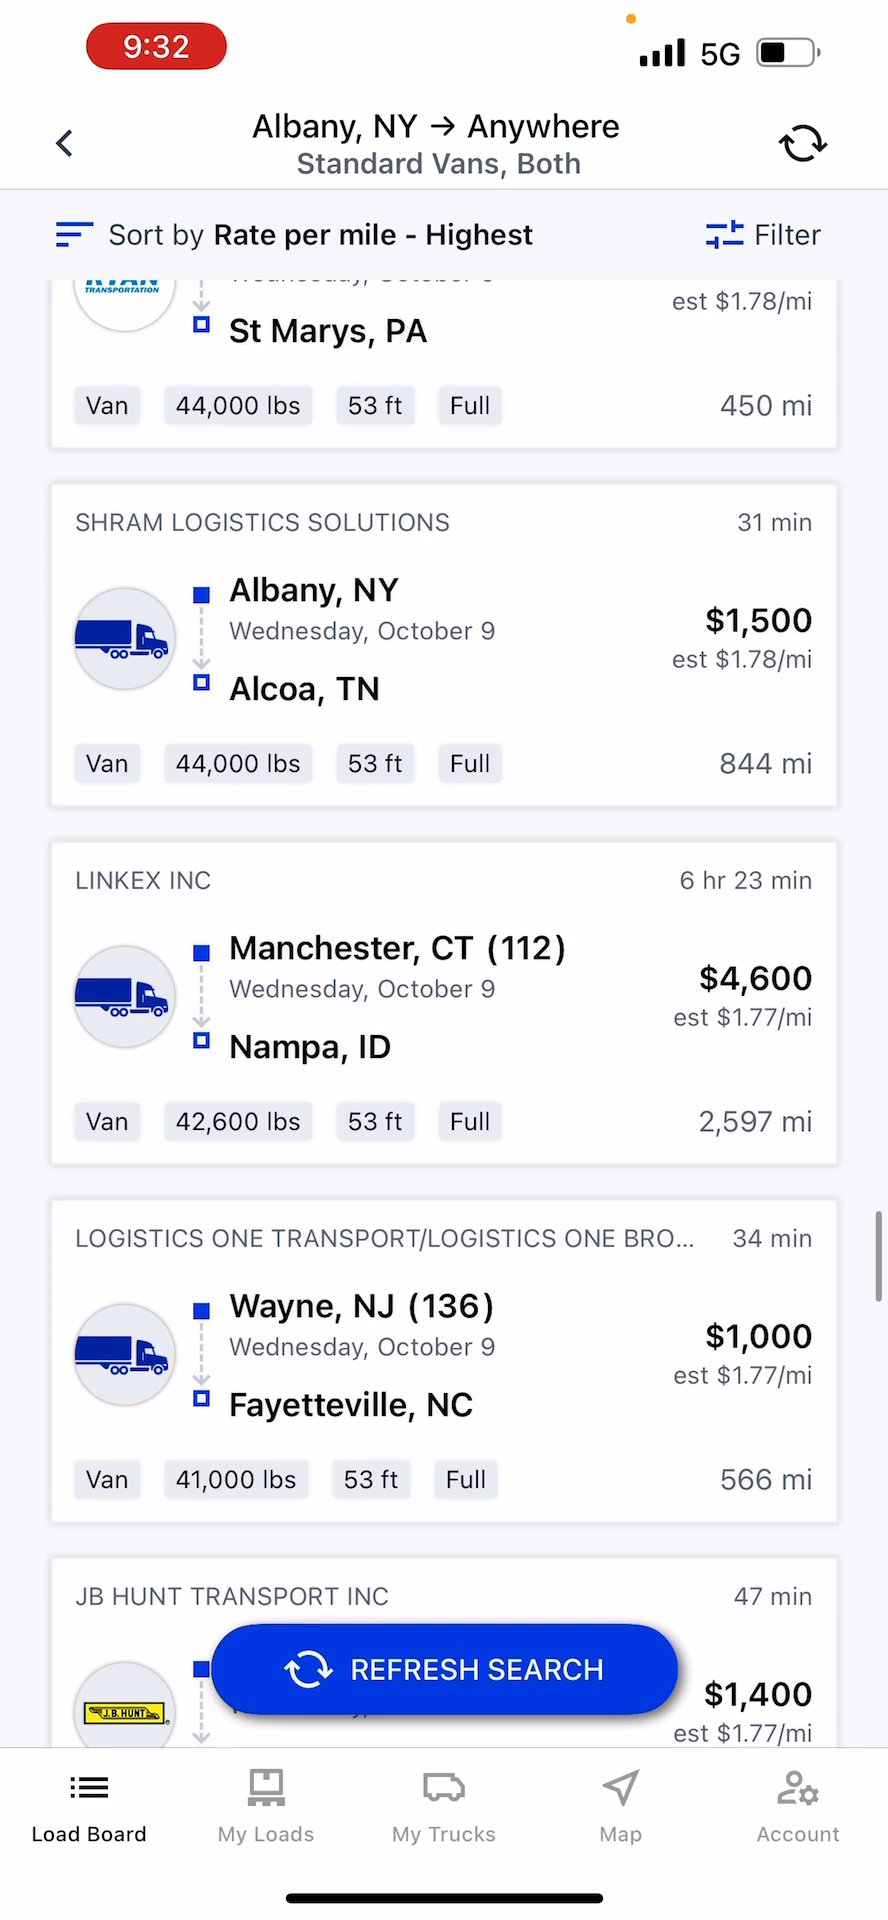 9:32
5G
Albany, NY → Anywhere
Standard Vans, Both
Sort by Rate per mile - Highest
Filter
RYAN
TRANSPORTATION
est $1.78/mi
St Marys, PA
Van 44,000 lbs 53 ft Full 450 mi
SHRAM LOGISTICS SOLUTIONS 31 min
Albany, NY
Wednesday, October 9
$1,500
est $1.78/mi
Alcoa, TN
Van 44,000 lbs 53 ft Full 844 mi
LINKEX INC 6 hr 23 min
Manchester, CT (112)
Wednesday, October 9
$4,600
est $1.77/mi
Nampa, ID
Van 42,600 lbs 53 ft Full 2,597 mi
LOGISTICS ONE TRANSPORT/LOGISTICS ONE BRO... 34 min
Wayne, NJ (136)
Wednesday, October 9
$1,000
est $1.77/mi
Fayetteville, NC
Van 41,000 lbs 53 ft Full 566 mi
JB HUNT TRANSPORT INC 47 min
REFRESH SEARCH
$1,400
J.B. HUNT
est $1.77/mi
Load Board My Loads My Trucks Map Account